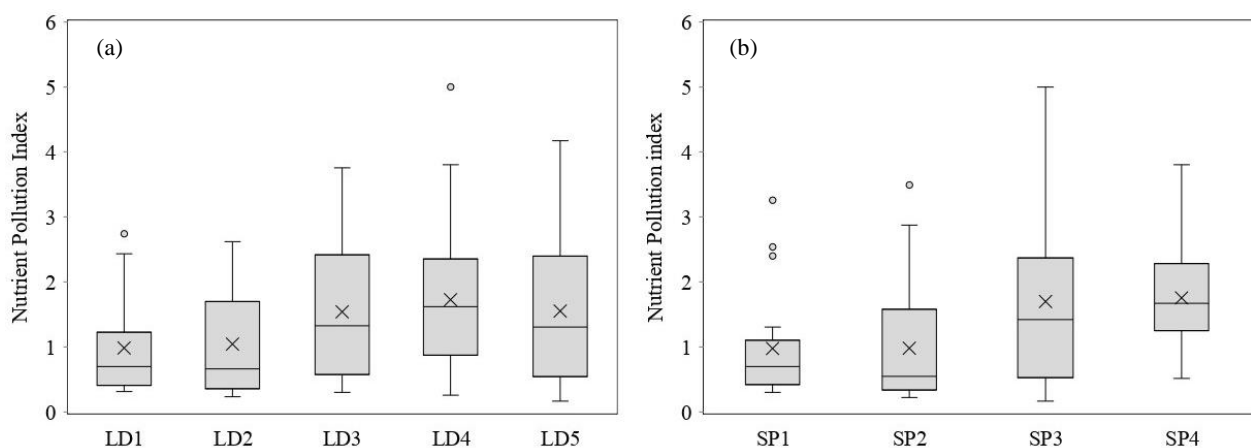 (a)
Nutrient Pollution Index
6
5
4
3
2
1
0
LD1 LD2 LD3 LD4 LD5
(b)
Nutrient Pollution index
6
5
4
3
2
1
0
SP1 SP2 SP3 SP4